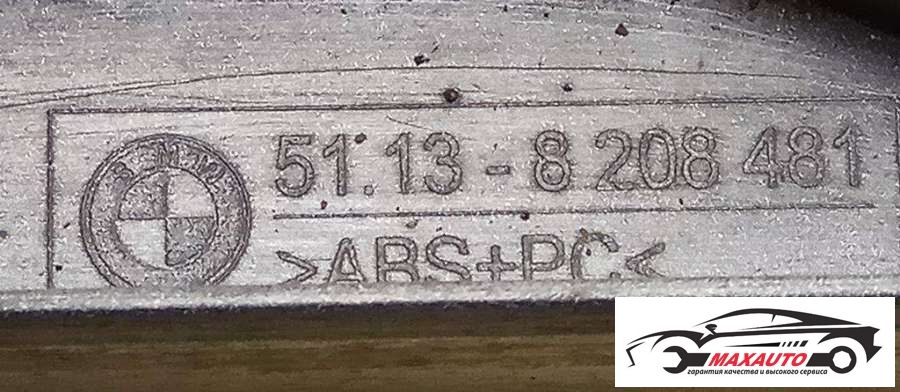 BMW
51.13 - 8 208 481
>ABS+PC<
MAXAUTO
гарантия качества и высокого сервиса